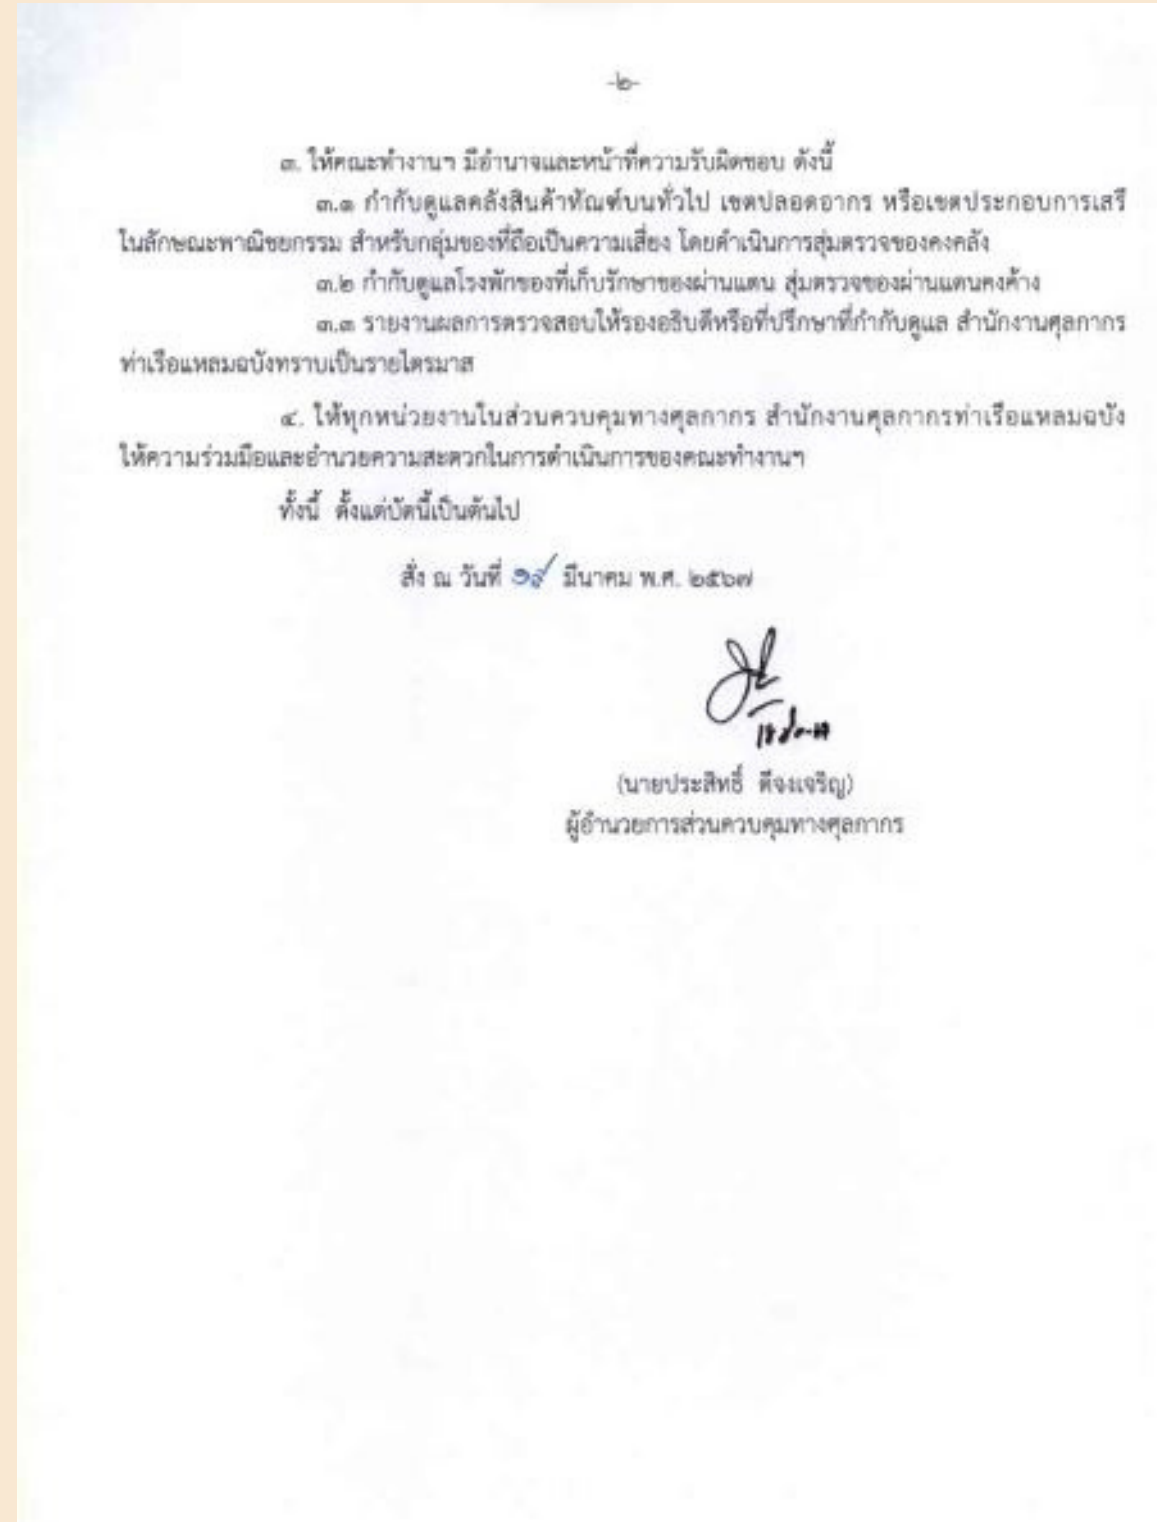 -๒-
๓. ให้คณะทำงานฯ มีอำนาจและหน้าที่ความรับผิดชอบ ดังนี้
๓.๑ กำกับดูแลคลังสินค้าทัณฑ์บนทั่วไป เขตปลอดอากร หรือเขตประกอบการเสรี
ในลักษณะพาณิชยกรรม สำหรับกลุ่มของที่ถือเป็นความเสี่ยง โดยดำเนินการสุ่มตรวจของคงคลัง
๓.๒ กำกับดูแลโรงพักของที่เก็บรักษาของผ่านแดน สุ่มตรวจของผ่านแดนคงค้าง
๓.๓ รายงานผลการตรวจสอบให้รองอธิบดีหรือที่ปรึกษาที่กำกับดูแล สำนักงานศุลกากร
ท่าเรือแหลมฉบังทราบเป็นรายไตรมาส
๔. ให้ทุกหน่วยงานในส่วนควบคุมทางศุลกากร สำนักงานศุลกากรท่าเรือแหลมฉบัง
ให้ความร่วมมือและอำนวยความสะดวกในการดำเนินการของคณะทำงานฯ
ทั้งนี้ ตั้งแต่บัดนี้เป็นต้นไป
สั่ง ณ วันที่ ๑๙ มีนาคม พ.ศ. ๒๕๖๗
(นายประสิทธิ์ ดีจงเจริญ)
ผู้อำนวยการส่วนควบคุมทางศุลกากร